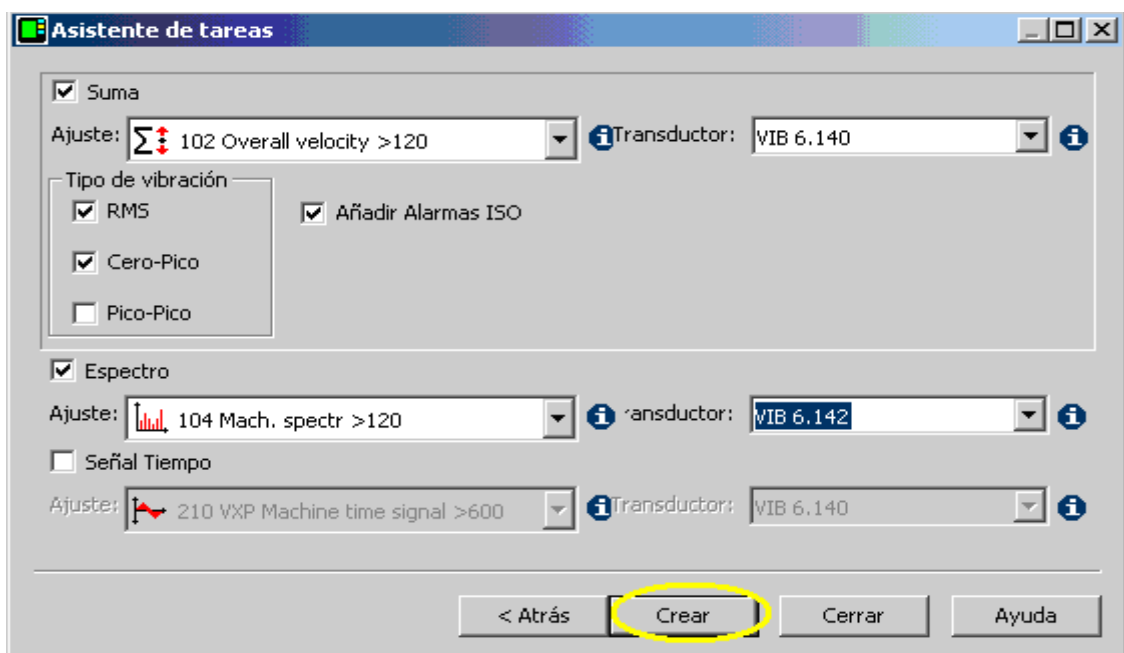 Asistente de tareas
Suma
Ajuste: 102 Overall velocity >120 Transductor: VIB 6.140
Tipo de vibración
RMS Añadir Alarmas ISO
Cero-Pico
Pico-Pico
Espectro
Ajuste: 104 Mach. spectr >120 ransductor: VIB 6.142
Señal Tiempo
Ajuste: 210 VXP Machine time signal >600 Transductor: VIB 6.140
< Atrás Crear Cerrar Ayuda